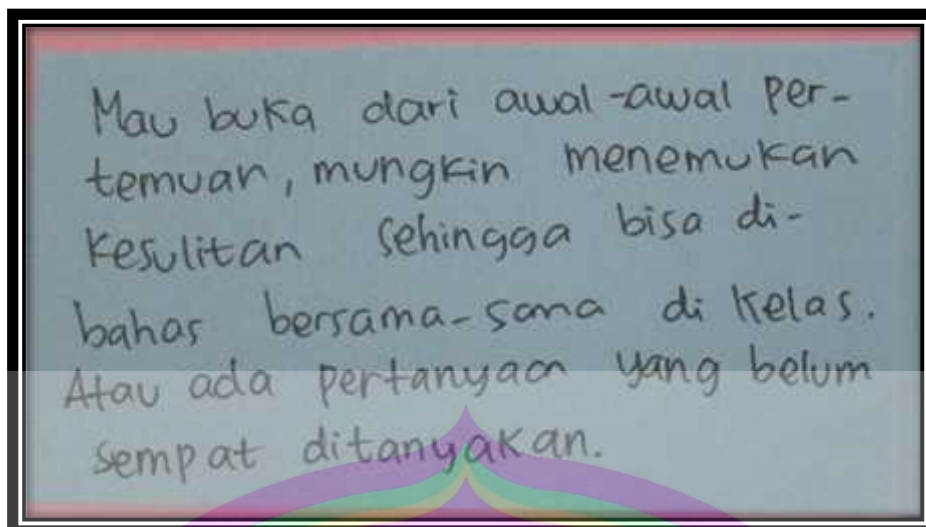 Mau buka dari awal-awal per-
temuan, mungkin menemukan
kesulitan sehingga bisa di-
bahas bersama-sama di kelas.
Atau ada pertanyaan yang belum
sempat ditanyakan.